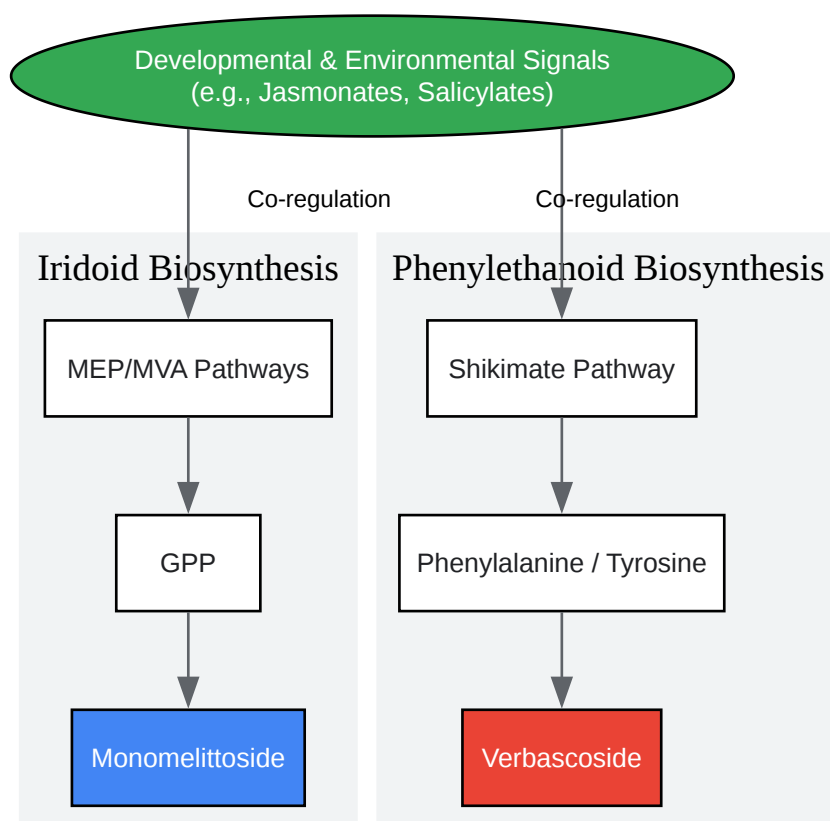 Developmental & Environmental Signals
(e.g., Jasmonates, Salicylates)
Co-regulation
Co-regulation
Iridoid Biosynthesis
Phenylethanoid Biosynthesis
MEP/MVA Pathways
Shikimate Pathway
GPP
Phenylalanine / Tyrosine
Monomelittoside
Verbascoside